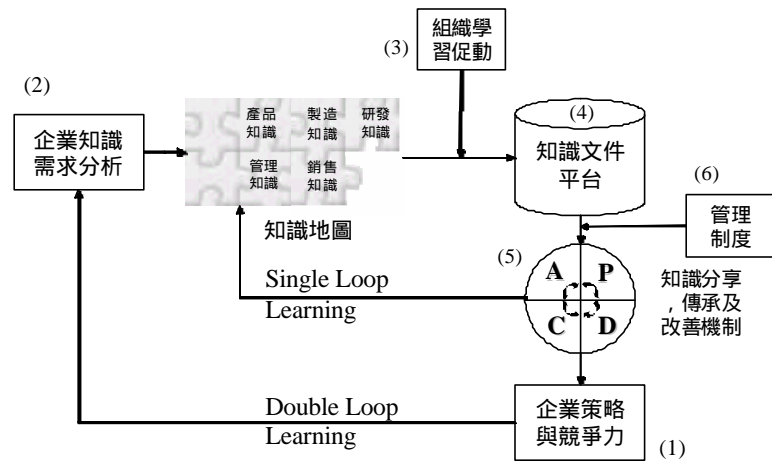 (3)
組織學
習促動
(2)
企業知識
需求分析
產品
知識
製造
知識
研發
知識
管理
知識
銷售
知識
知識地圖
(4)
知識文件
平台
(6)
管理
制度
(5)
A P
C D
知識分享
，傳承及
改善機制
Single Loop
Learning
Double Loop
Learning
企業策略
與競爭力
(1)